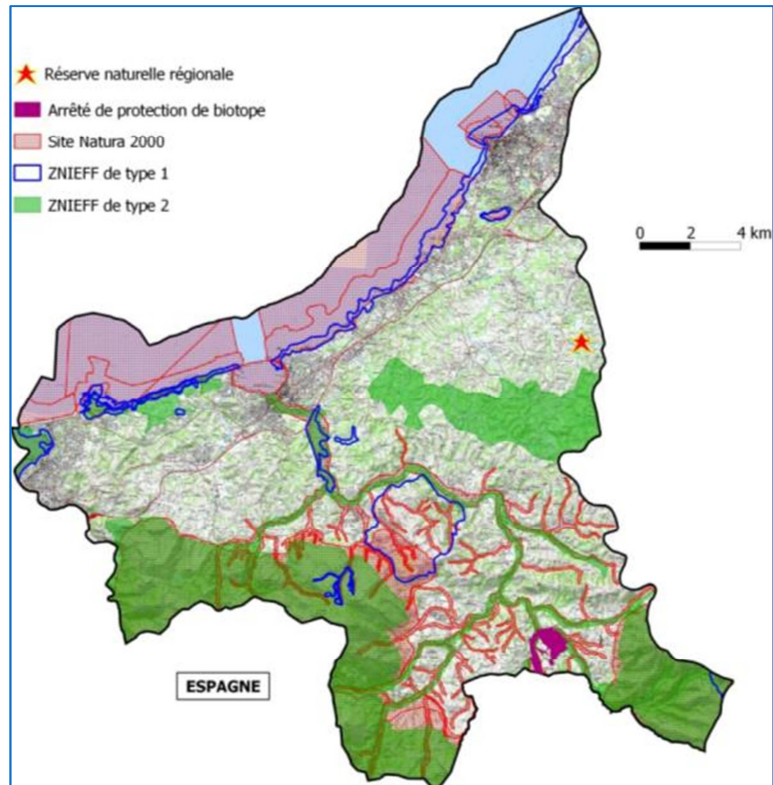 Réserve naturelle régionale
Arrêté de protection de biotope
Site Natura 2000
ZNIEFF de type 1
ZNIEFF de type 2
0 2 4 km
ESPAGNE